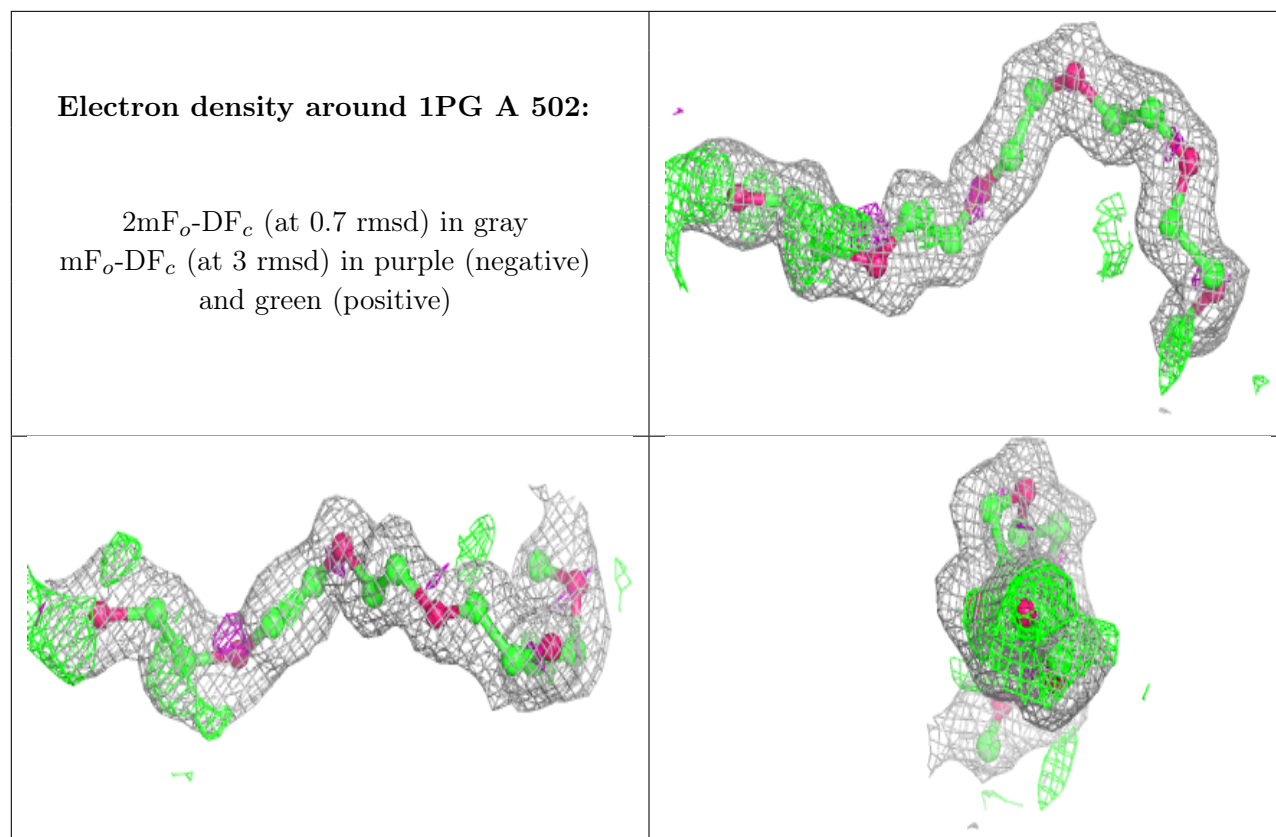 Electron density around 1PG A 502:
2mFo-DFc (at 0.7 rmsd) in gray
mFo-DFc (at 3 rmsd) in purple (negative)
and green (positive)